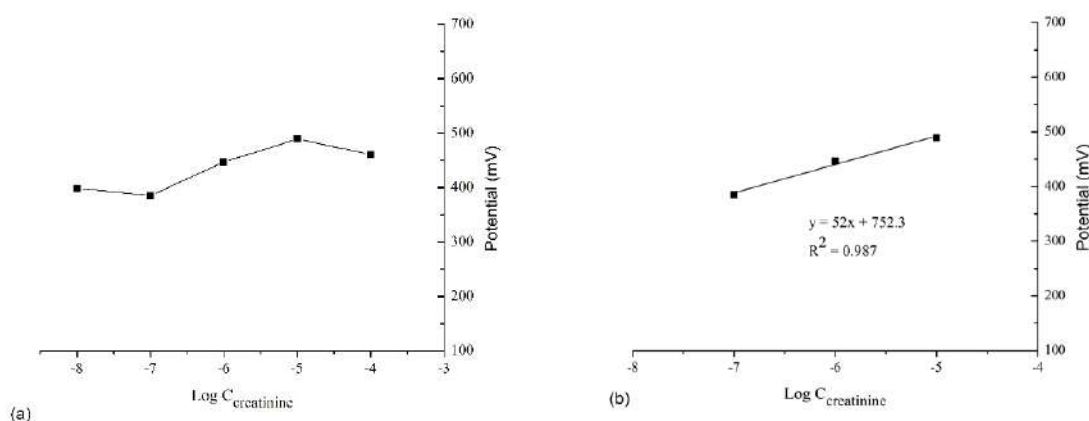 700
600
500
400
300
200
100
Potential (mV)
-8 -7 -6 -5 -4 -3
Log C creatinine
(a)
700
600
500
400
300
200
100
Potential (mV)
y = 52x + 752.3
R2 = 0.987
-8 -7 -6 -5 -4
Log C creatinine
(b)